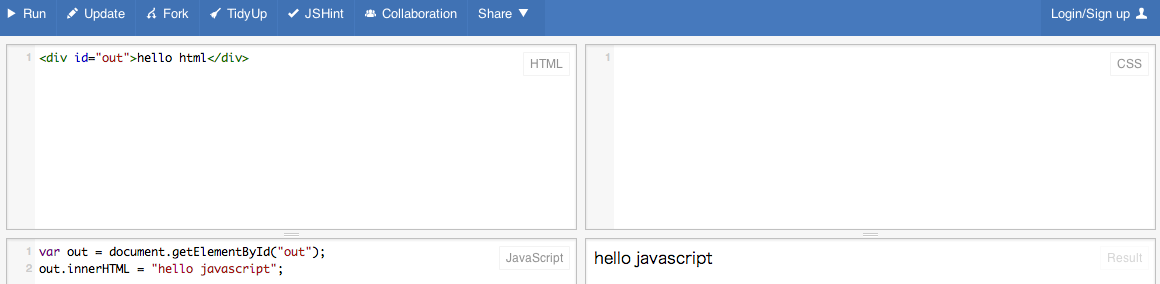 Run Update Fork TidyUp JSHint Collaboration Share Login/Sign up
1 <div id="out">hello html</div>
HTML
1
CSS
1 var out = document.getElementById("out");
2 out.innerHTML = "hello javascript";
JavaScript
hello javascript
Result